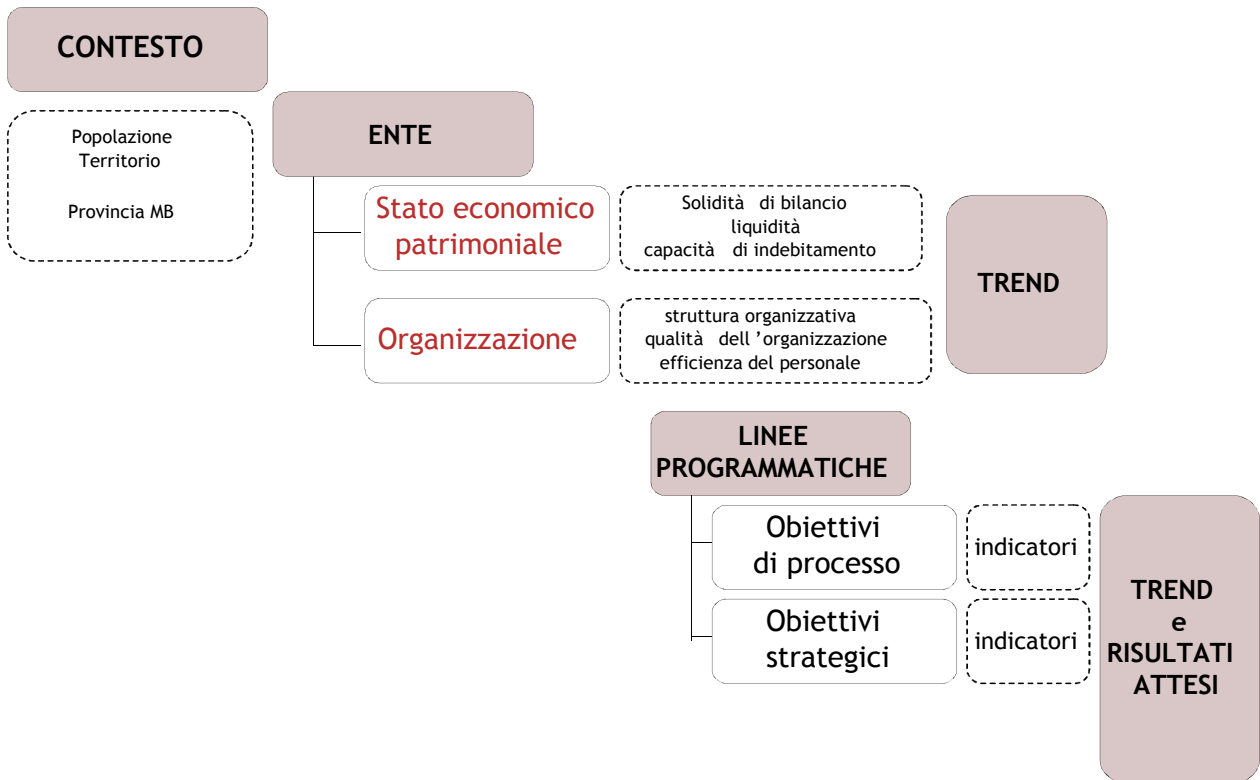 CONTESTO
Popolazione
Territorio
Provincia MB
ENTE
Stato economico
patrimoniale
Solidità di bilancio
liquidità
capacità di indebitamento
Organizzazione
struttura organizzativa
qualità dell 'organizzazione
efficienza del personale
TREND
LINEE
PROGRAMMATICHE
Obiettivi
di processo
indicatori
Obiettivi
strategici
indicatori
TREND
e
RISULTATI
ATTESI